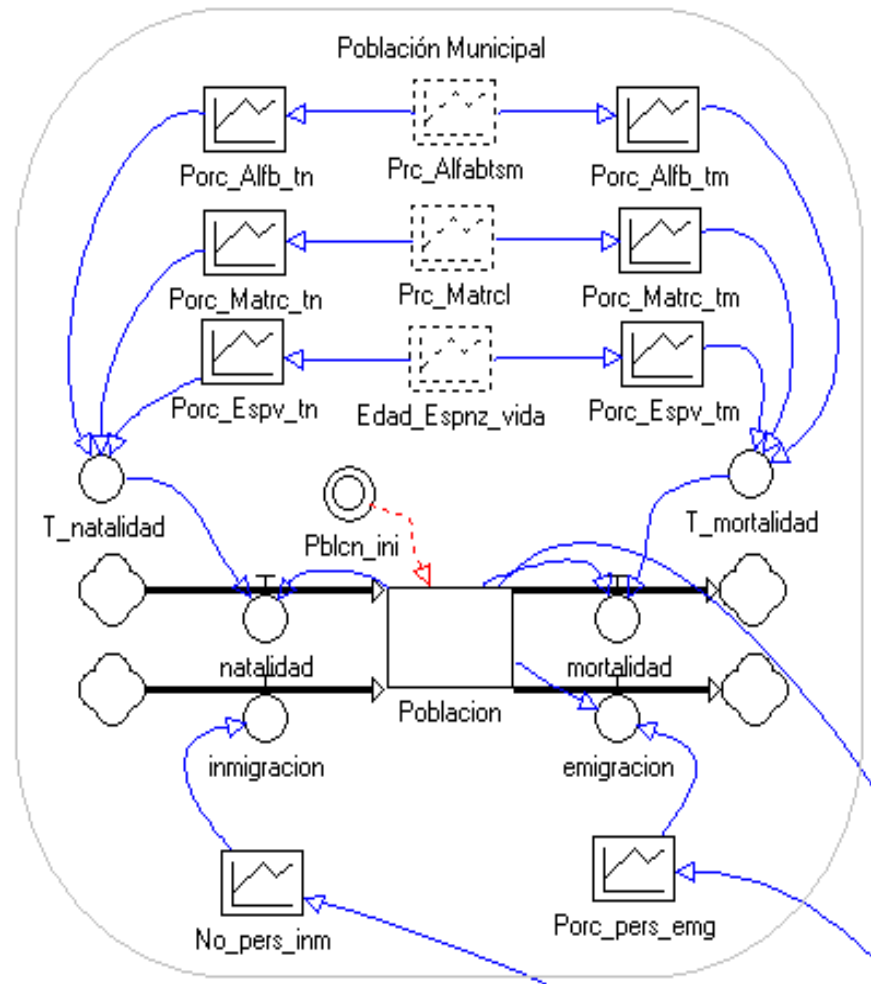 Población Municipal
Porc_Alfb_tn
Prc_Alfabtsm
Porc_Alfb_tm
Porc_Matrc_tn
Prc_Matrcl
Porc_Matrc_tm
Porc_Espv_tn
Edad_Espnz_vida
Porc_Espv_tm
T_natalidad
Pblcn_ini
T_mortalidad
natalidad
mortalidad
Poblacion
inmigracion
emigracion
No_pers_inm
Porc_pers_emg